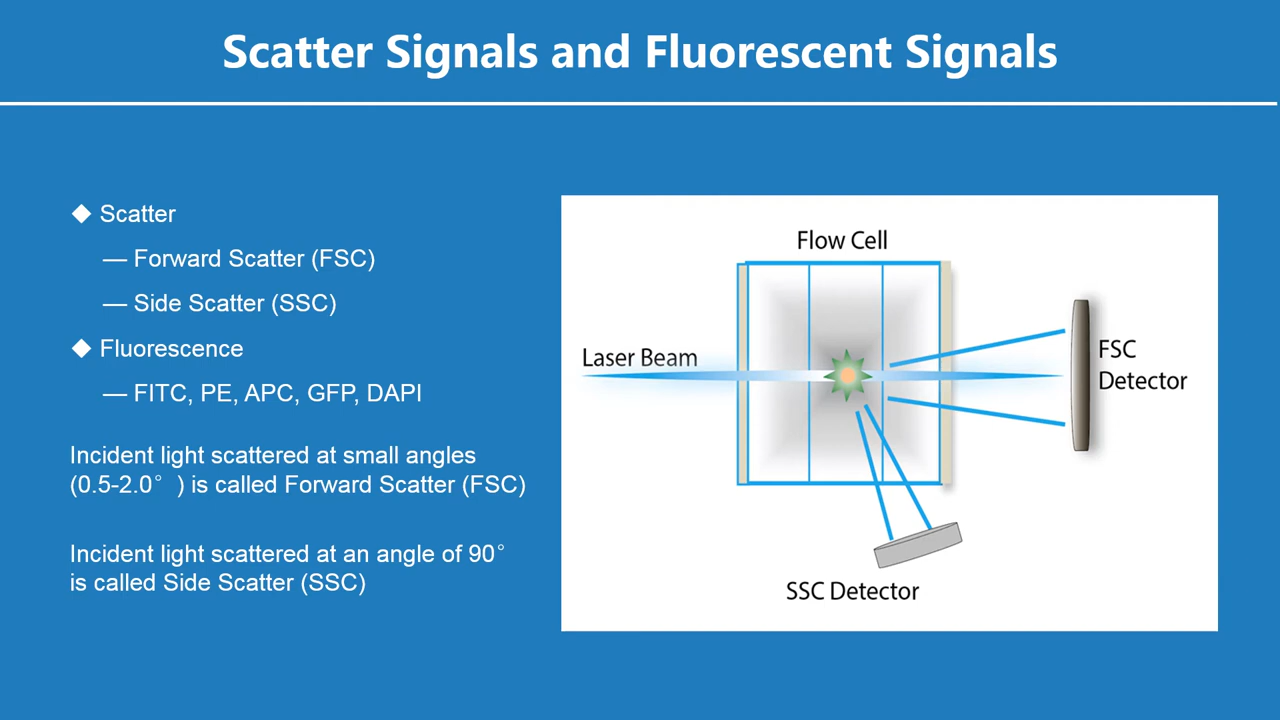 Scatter Signals and Fluorescent Signals
◆ Scatter
— Forward Scatter (FSC)
— Side Scatter (SSC)
◆ Fluorescence
— FITC, PE, APC, GFP, DAPI
Incident light scattered at small angles
(0.5-2.0° ) is called Forward Scatter (FSC)
Incident light scattered at an angle of 90°
is called Side Scatter (SSC)
Flow Cell
Laser Beam
FSC
Detector
SSC Detector